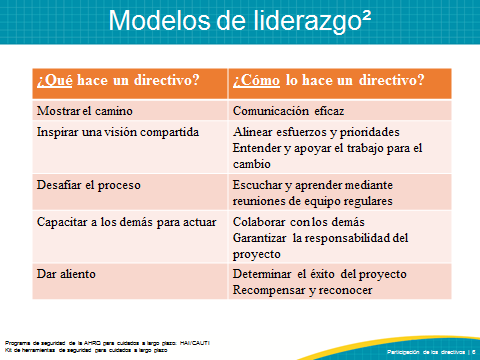 Modelos de liderazgo²
¿Qué hace un directivo?
¿Cómo lo hace un directivo?
Mostrar el camino
Comunicación eficaz
Inspirar una visión compartida
Alinear esfuerzos y prioridades
Entender y apoyar el trabajo para el
cambio
Desafiar el proceso
Escuchar y aprender mediante
reuniones de equipo regulares
Capacitar a los demás para actuar
Colaborar con los demás
Garantizar la responsabilidad del
proyecto
Dar aliento
Determinar el éxito del proyecto
Recompensar y reconocer
Programa de seguridad de la AHRQ para cuidados a largo plazo: HAI/CAUTI
Kit de herramientas de seguridad para cuidados a largo plazo
Participación de los directivos | 6